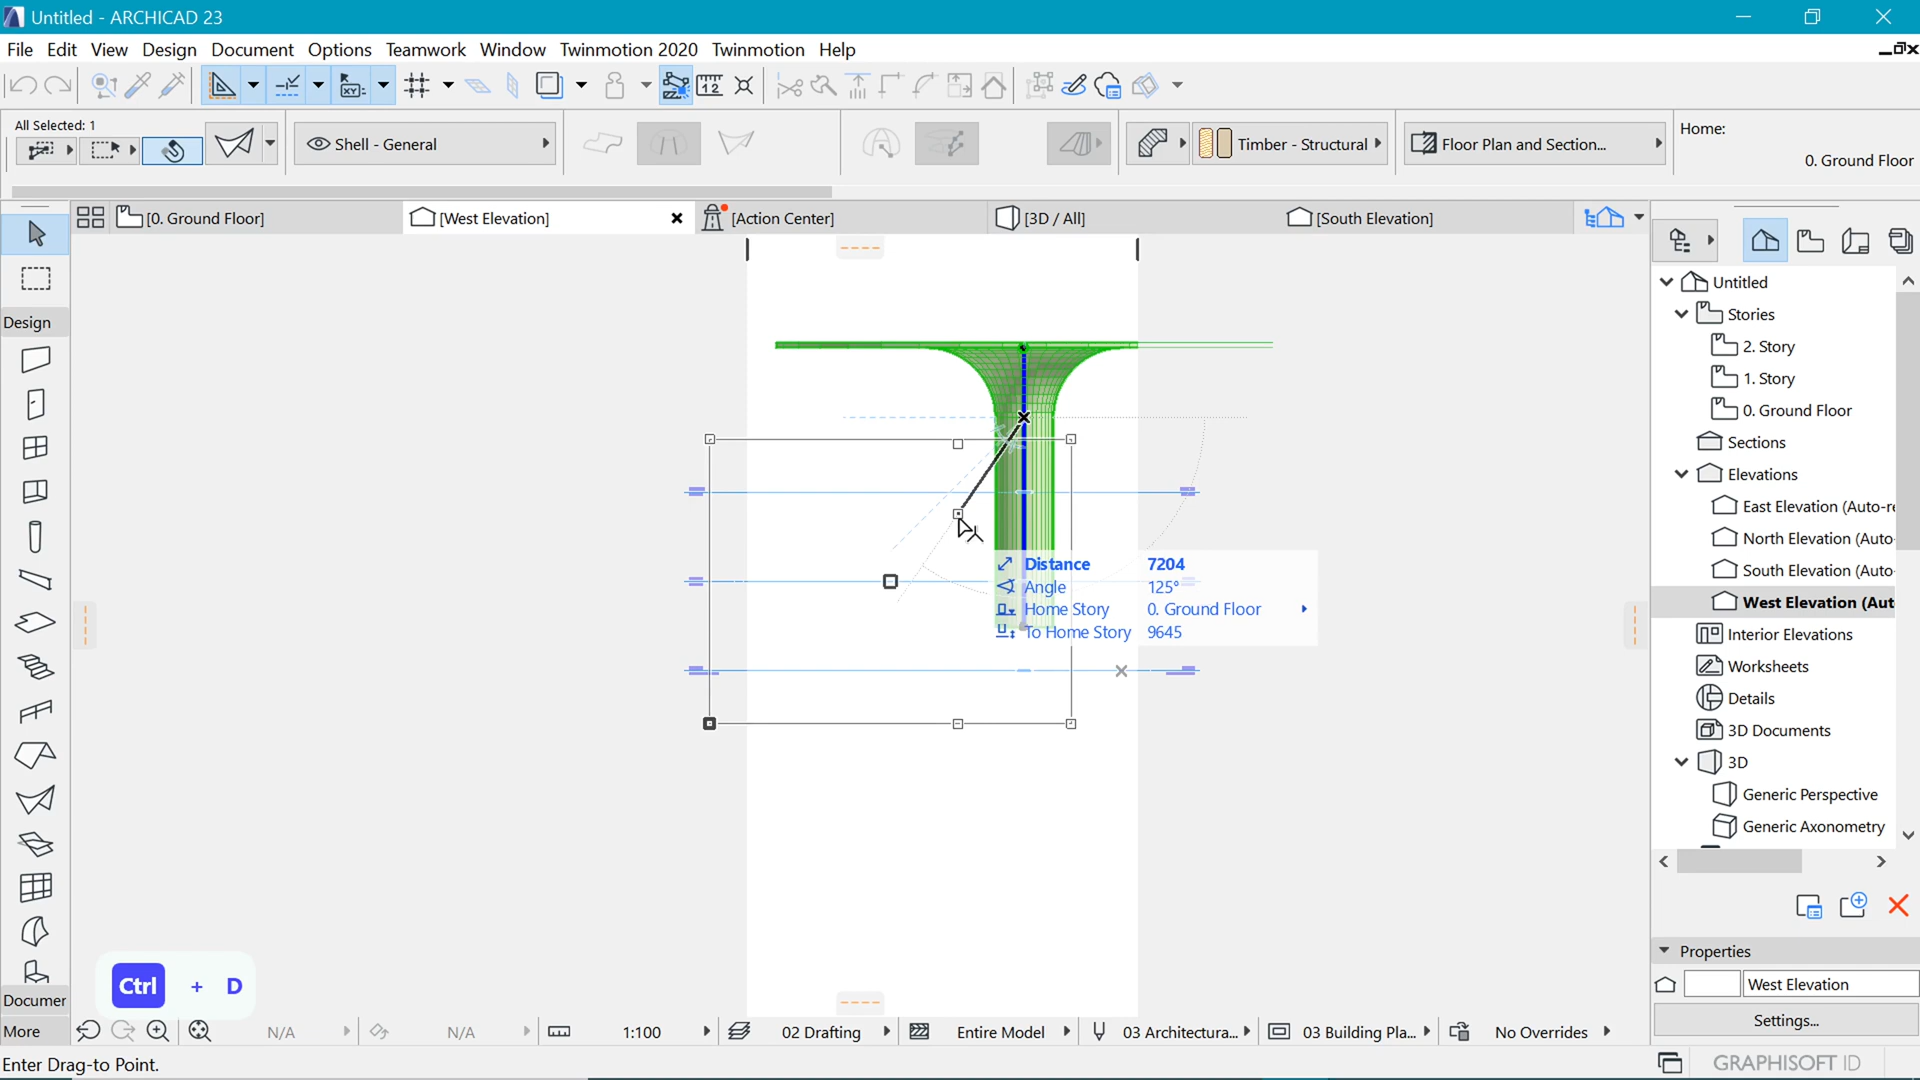 Untitled - ARCHICAD 23
File Edit View Design Document Options Teamwork Window Twinmotion 2020 Twinmotion Help
All Selected: 1
Shell - General
Timber - Structural
Floor Plan and Section...
Home:
0. Ground Floor
[0. Ground Floor]
[West Elevation]
[Action Center]
[3D / All]
[South Elevation]
Design
Distance 7204
Angle 125°
Home Story 0. Ground Floor
To Home Story 9645
Untitled
Stories
2. Story
1. Story
0. Ground Floor
Sections
Elevations
East Elevation (Auto-re
North Elevation (Auto
South Elevation (Auto-
West Elevation (Aut
Interior Elevations
Worksheets
Details
3D Documents
3D
Generic Perspective
Generic Axonometry
Properties
West Elevation
Settings...
Ctrl + D
Documer
More
N/A
N/A
1:100
02 Drafting
Entire Model
03 Architectura...
03 Building Pla...
No Overrides
Enter Drag-to Point.
GRAPHISOFT ID